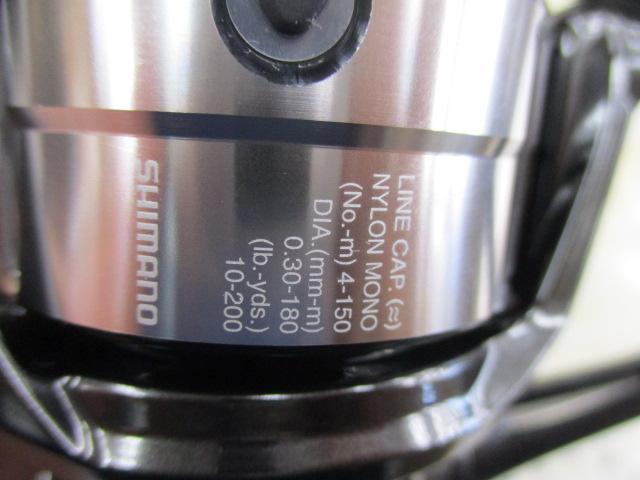 LINE CAP. (≈)
NYLON MONO
(No.-m) 4-150
DIA.(mm-m)
0.30-180
(lb.-yds.)
10-200
SHIMANO